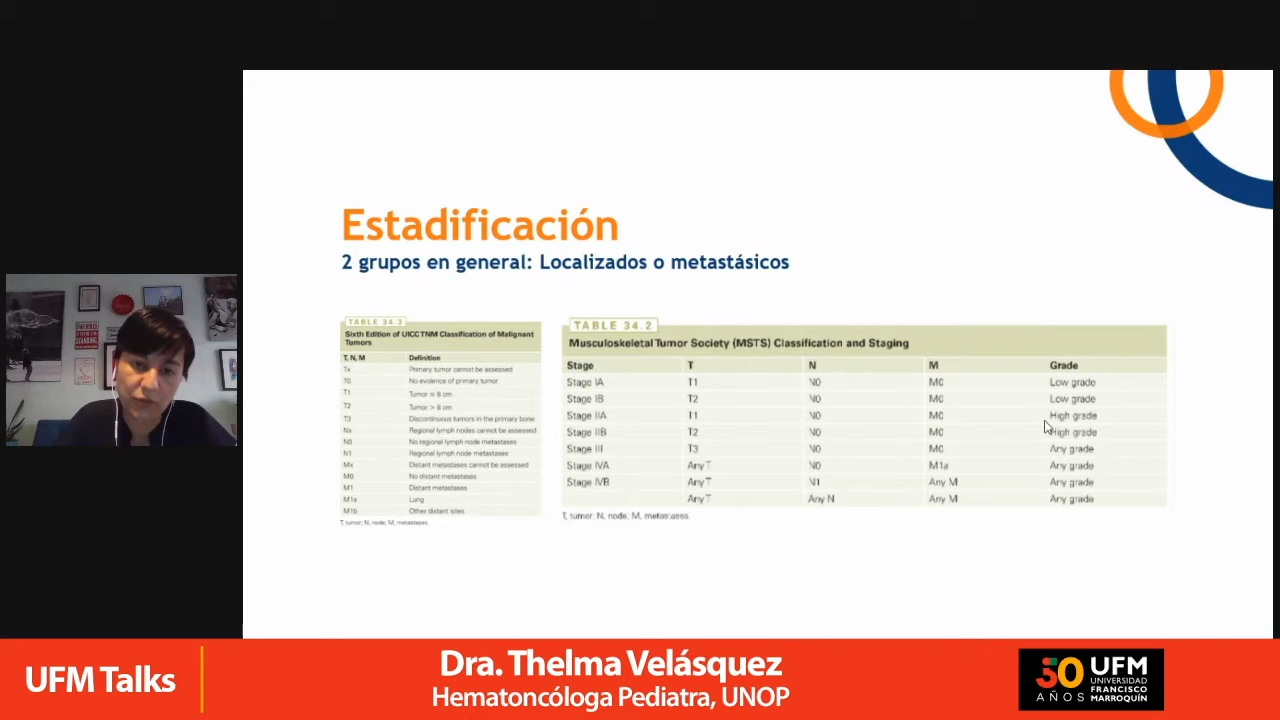 Estadificación
2 grupos en general: Localizados o metastásicos
TABLE 34.3
Sixth Edition of UICC TNM Classification of Malignant
Tumors
T, N, M Definition
Tx Primary tumor cannot be assessed
T0 No evidence of primary tumor
T1 Tumor ≤ 8 cm
T2 Tumor > 8 cm
T3 Discontinuous tumors in the primary bone
Nx Regional lymph nodes cannot be assessed
N0 No regional lymph node metastases
N1 Regional lymph node metastases
Mx Distant metastases cannot be assessed
M0 No distant metastases
M1 Distant metastases
M1a Lung
M1b Other distant sites
T, tumor; N, node; M, metastases.
TABLE 34.2
Musculoskeletal Tumor Society (MSTS) Classification and Staging
Stage T N M Grade
Stage IA T1 N0 M0 Low grade
Stage IB T2 N0 M0 Low grade
Stage IIA T1 N0 M0 High grade
Stage IIB T2 N0 M0 High grade
Stage III T3 N0 M0 Any grade
Stage IVA Any T N0 M1a Any grade
Stage IVB Any T N1 Any M Any grade
Any T Any N Any M Any grade
T, tumor; N, node; M, metastases.
UFM Talks
Dra. Thelma Velásquez
Hematoncóloga Pediatra, UNOP
50
AÑOS
UFM
UNIVERSIDAD
FRANCISCO
MARROQUÍN